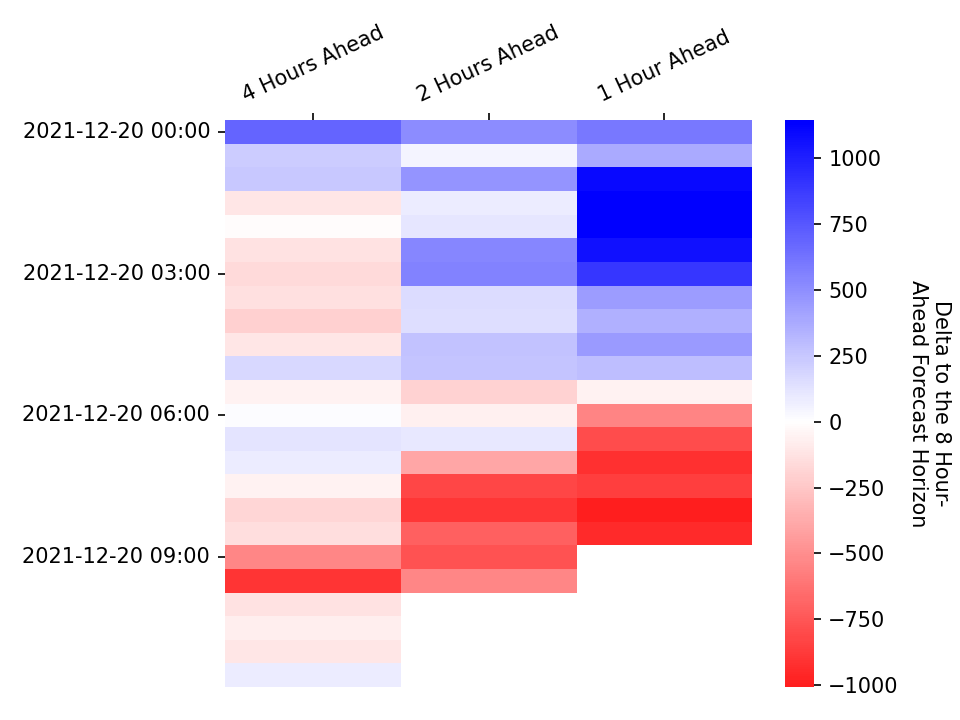 4 Hours Ahead
2 Hours Ahead
1 Hour Ahead
2021-12-20 00:00
2021-12-20 03:00
2021-12-20 06:00
2021-12-20 09:00
1000
750
500
250
0
−250
−500
−750
−1000
Delta to the 8 Hour-
Ahead Forecast Horizon